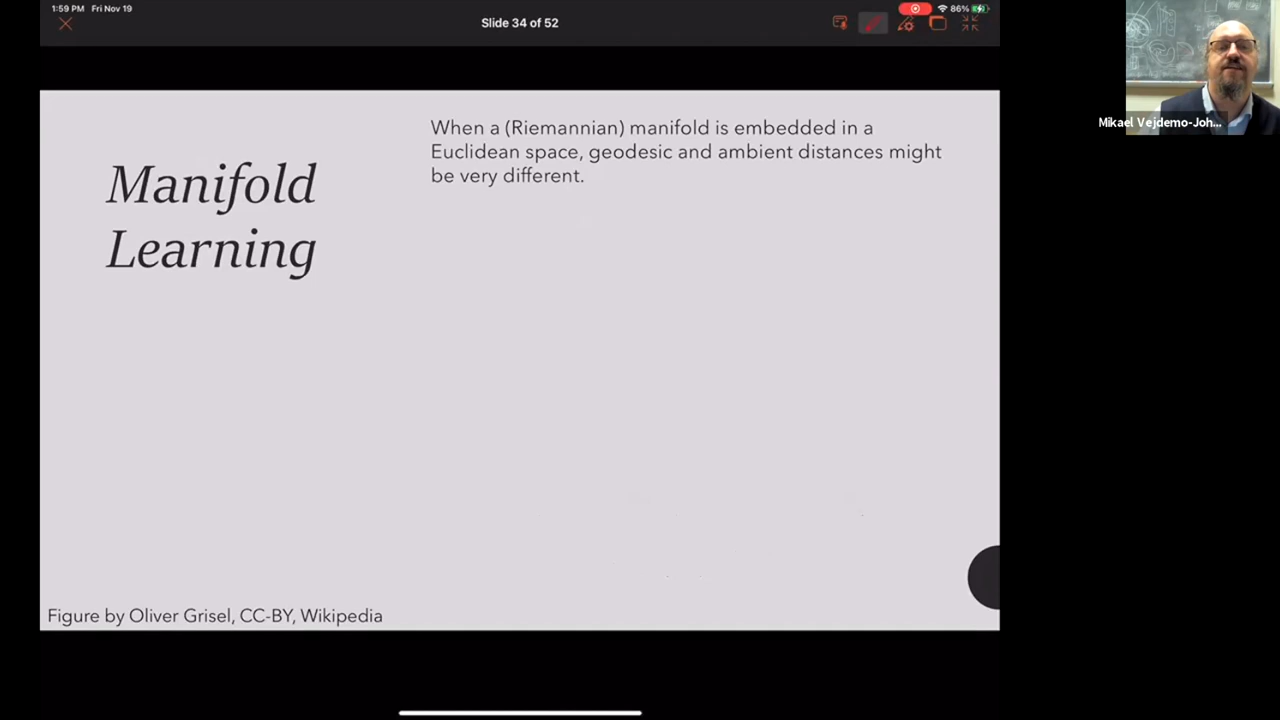 1:59 PM Fri Nov 19
86%
Slide 34 of 52
Mikael Vejdemo-Joh...
When a (Riemannian) manifold is embedded in a
Euclidean space, geodesic and ambient distances might
be very different.
Manifold
Learning
Figure by Oliver Grisel, CC-BY, Wikipedia